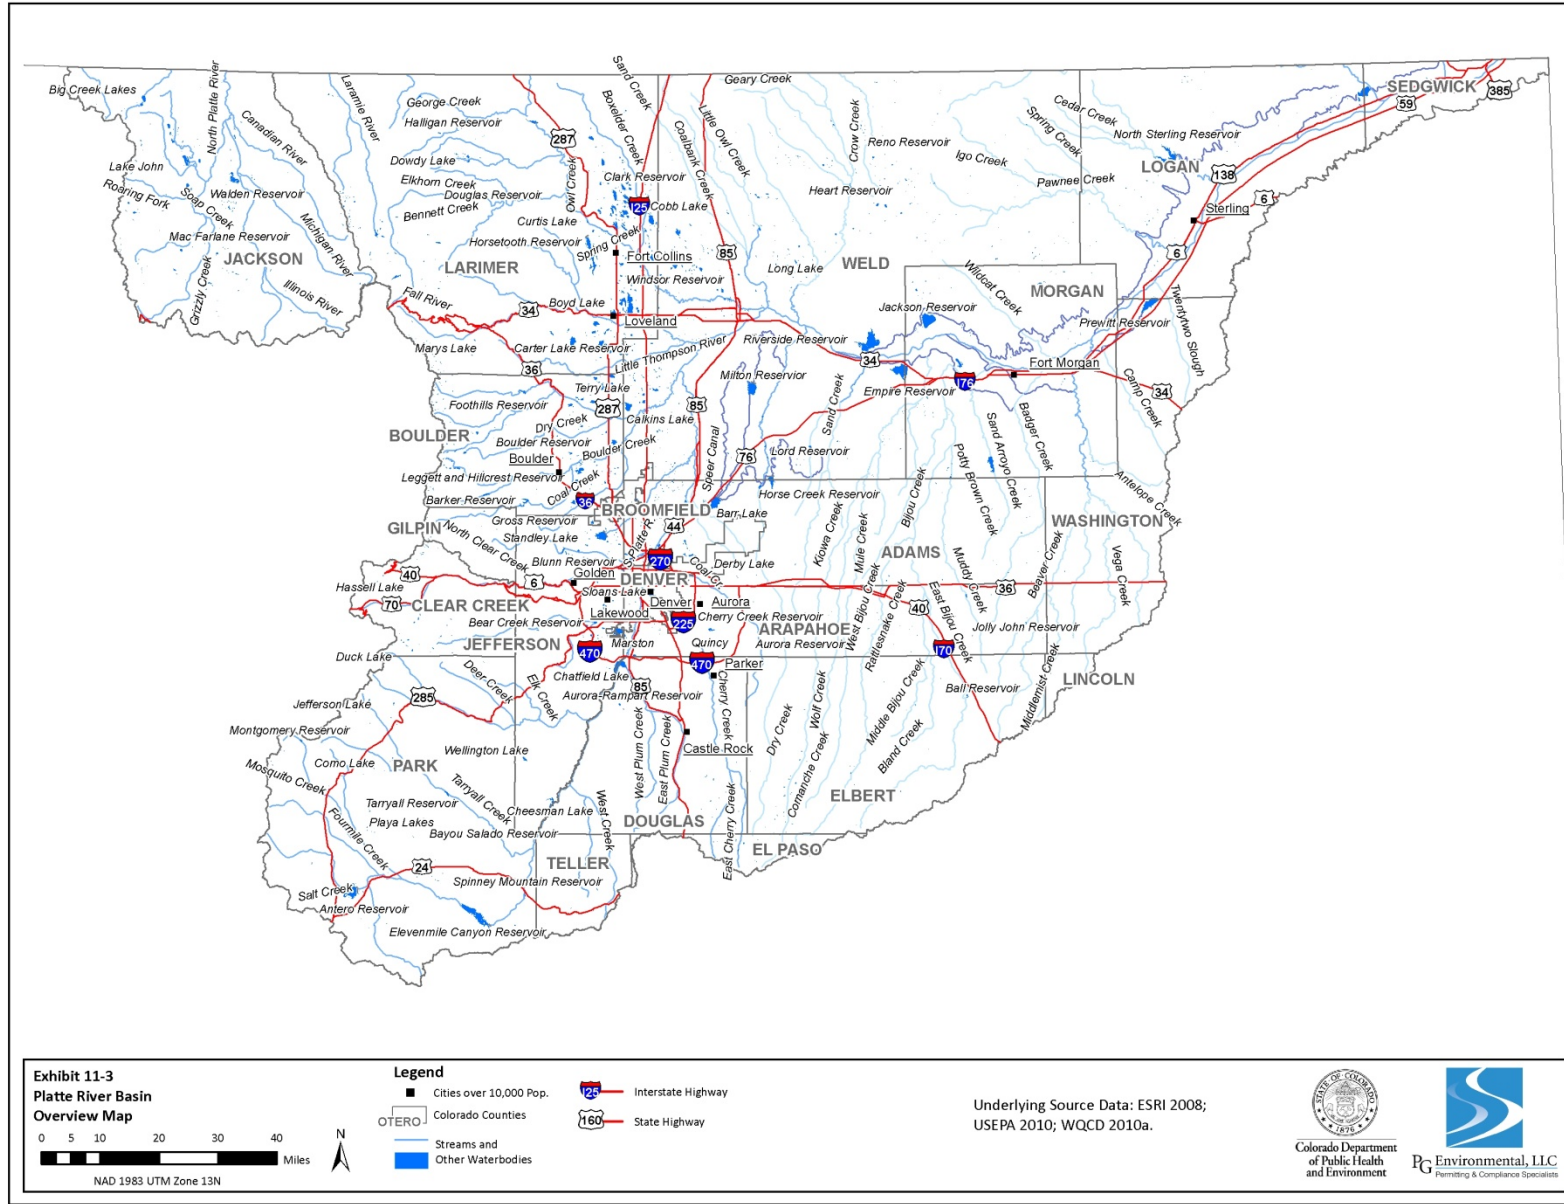 Big Creek Lakes
North Platte River
Canadian River
Laramie River
George Creek
Halligan Reservoir
287
Sand Creek
Boxelder Creek
Geary Creek
Little Owl Creek
Coalbank Creek
Crow Creek
Reno Reservoir
Igo Creek
Cedar Creek
Spring Creek
North Sterling Reservoir
SEDGWICK
385
59
Lake John
Roaring Fork
Soap Creek
Walden Reservoir
Michigan River
Mac Farlane Reservoir
JACKSON
Grizzly Creek
Illinois River
Dowdy Lake
Elkhorn Creek
Douglas Reservoir
Bennett Creek
Owl Creek
Clark Reservoir
125
Cobb Lake
Curtis Lake
Horsetooth Reservoir
Spring Creek
Fort Collins
LARIMER
Windsor Reservoir
85
Heart Reservoir
Pawnee Creek
LOGAN
138
6
Sterling
6
Long Lake
WELD
Wildcat Creek
MORGAN
Jackson Reservoir
Prewitt Reservoir
Twentytwo Slough
Fall River
34
Boyd Lake
Loveland
Marys Lake
Carter Lake Reservoir
Little Thompson River
Riverside Reservoir
34
Fort Morgan
176
Empire Reservoir
34
Camp Creek
36
Terry Lake
287
85
Milton Reservior
Sand Creek
Foothills Reservoir
Dry Creek
Calkins Lake
BOULDER
Boulder Reservoir
Boulder Creek
Boulder
Speer Canal
76
Lord Reservoir
Badger Creek
Sand Arroyo Creek
Potty Brown Creek
Bijou Creek
Leggett and Hillcrest Reservoir
Coal Creek
Barker Reservoir
36
BROOMFIELD
Horse Creek Reservoir
Antelope Creek
WASHINGTON
GILPIN
Gross Reservoir
North Clear Creek
Standley Lake
S. Platte R.
44
Barr Lake
Kiowa Creek
Mule Creek
ADAMS
Muddy Creek
Beaver Creek
Vega Creek
Blunn Reservoir
270
Coal Cr.
Derby Lake
Hassell Lake
40
6
Golden
DENVER
Sloans Lake
Denver
Aurora
70
CLEAR CREEK
Lakewood
225
Cherry Creek Reservoir
36
40
Bear Creek Reservoir
JEFFERSON
470
Marston
Quincy
ARAPAHOE
Aurora Reservoir
West Bijou Creek
Rattlesnake Creek
East Bijou Creek
Jolly John Reservoir
170
Duck Lake
Deer Creek
Elk Creek
Chatfield Lake
470
Parker
85
Aurora-Rampart Reservoir
Ball Reservoir
Middlemist Creek
LINCOLN
Jefferson Lake
285
Montgomery Reservoir
Wellington Lake
West Plum Creek
East Plum Creek
Cherry Creek
Castle Rock
Dry Creek
Wolf Creek
Comanche Creek
Middle Bijou Creek
Bland Creek
Mosquito Creek
Como Lake
PARK
Tarryall Creek
Tarryall Reservoir
Playa Lakes
Fourmile Creek
Cheesman Lake
Bayou Salado Reservoir
West Creek
DOUGLAS
East Cherry Creek
ELBERT
EL PASO
24
TELLER
Spinney Mountain Reservoir
Salt Creek
Antero Reservoir
Elevenmile Canyon Reservoir
Exhibit 11-3
Platte River Basin
Overview Map
0 5 10 20 30 40
Miles
NAD 1983 UTM Zone 13N
N
Legend
Cities over 10,000 Pop.
OTERO
Colorado Counties
Streams and
Other Waterbodies
125
Interstate Highway
160
State Highway
Underlying Source Data: ESRI 2008;
USEPA 2010; WQCD 2010a.
STATE OF COLORADO
1876
Colorado Department
of Public Health
and Environment
PG Environmental, LLC
Permitting & Compliance Specialists